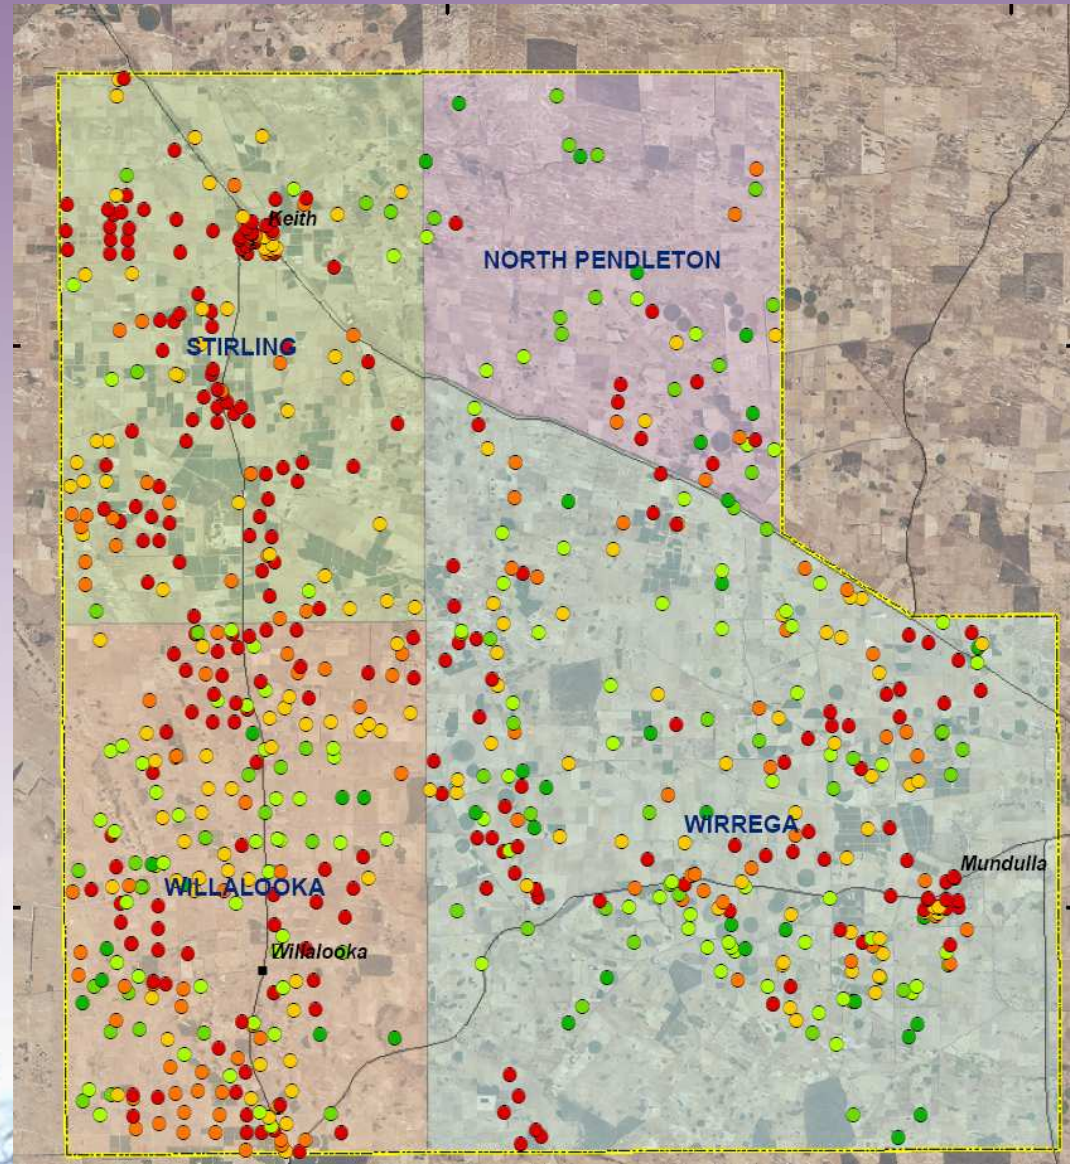 Keith
NORTH PENDLETON
STIRLING
WIRREGA
Mundulla
WILLALOOKA
Willalooka